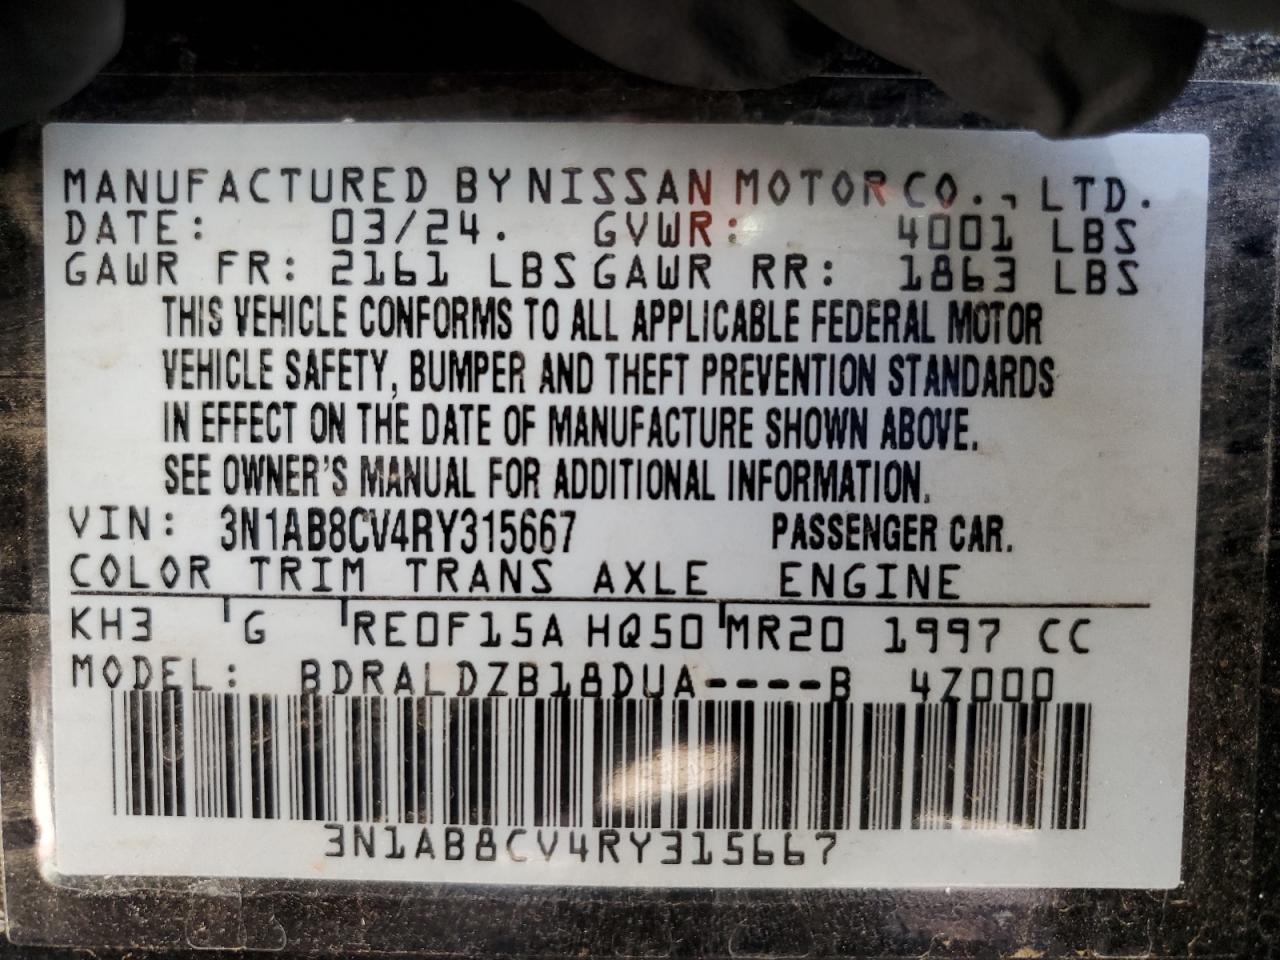 MANUFACTURED BY NISSAN MOTOR CO., LTD.
DATE: 03/24. GVWR: 4001 LBS
GAWR FR: 2161 LBS GAWR RR: 1863 LBS
THIS VEHICLE CONFORMS TO ALL APPLICABLE FEDERAL MOTOR
VEHICLE SAFETY, BUMPER AND THEFT PREVENTION STANDARDS
IN EFFECT ON THE DATE OF MANUFACTURE SHOWN ABOVE.
SEE OWNER'S MANUAL FOR ADDITIONAL INFORMATION.
VIN: 3N1AB8CV4RY315667 PASSENGER CAR.
COLOR TRIM TRANS AXLE ENGINE
KH3 G RE0F15A HQ50 MR20 1997 CC
MODEL: BDRALDZB18DUA----B 4Z000
3N1AB8CV4RY315667